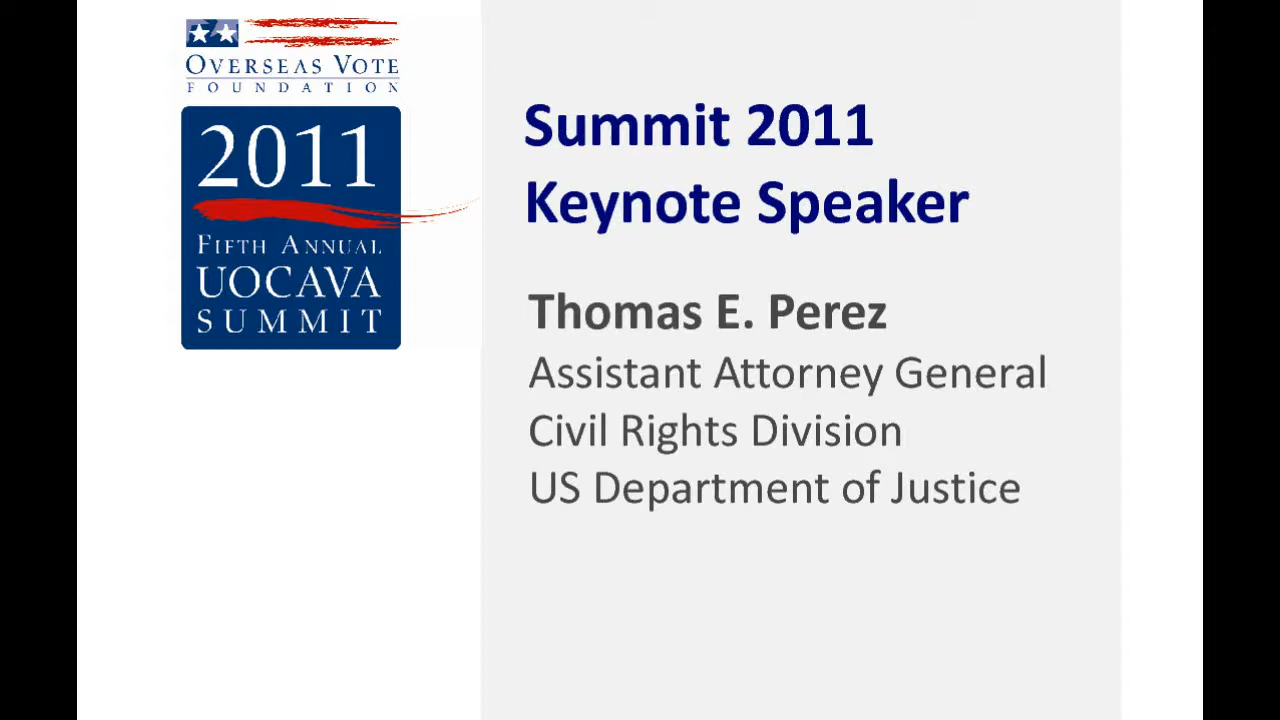 OVERSEAS VOTE
FOUNDATION
2011
FIFTH ANNUAL
UOCAVA
SUMMIT
Summit 2011
Keynote Speaker
Thomas E. Perez
Assistant Attorney General
Civil Rights Division
US Department of Justice